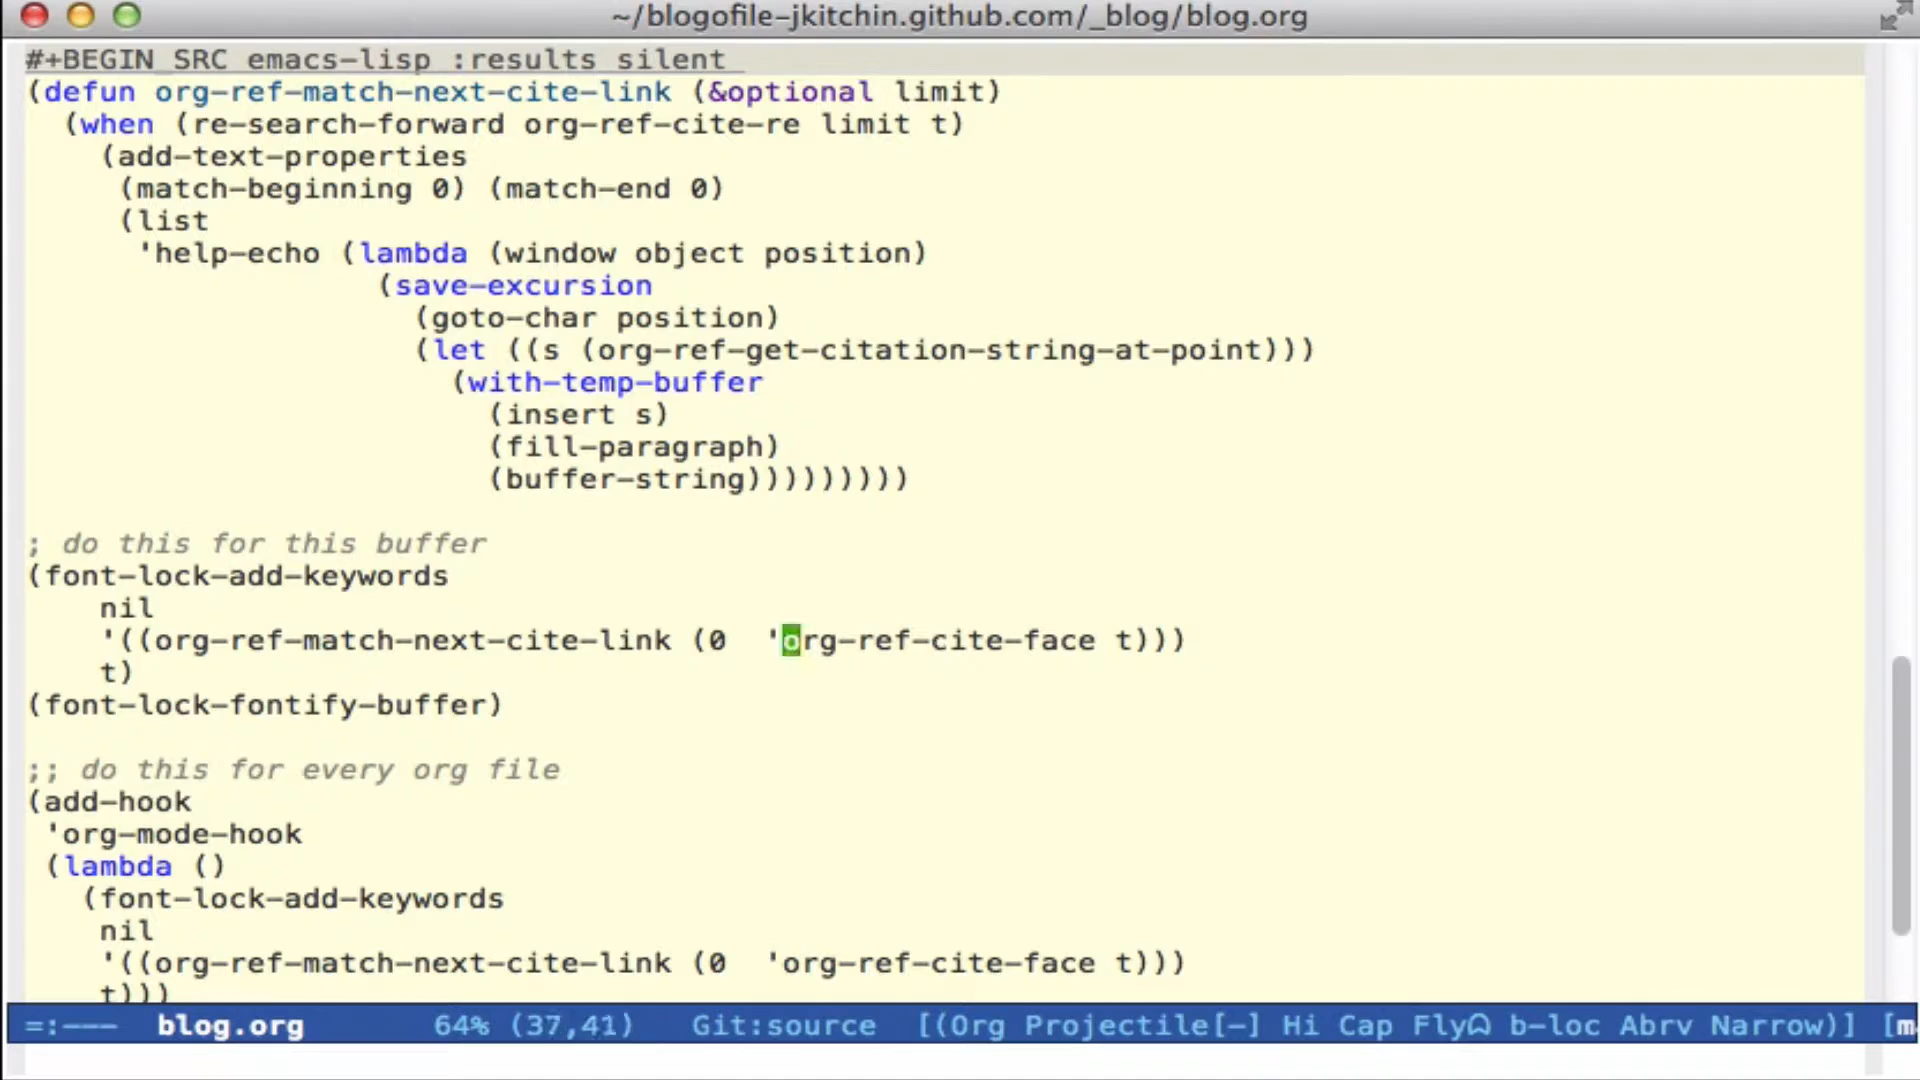 ~/blogofile-jkitchin.github.com/_blog/blog.org
#+BEGIN_SRC emacs-lisp :results silent
(defun org-ref-match-next-cite-link (&optional limit)
  (when (re-search-forward org-ref-cite-re limit t)
    (add-text-properties
     (match-beginning 0) (match-end 0)
     (list
      'help-echo (lambda (window object position)
                   (save-excursion
                     (goto-char position)
                     (let ((s (org-ref-get-citation-string-at-point)))
                       (with-temp-buffer
                         (insert s)
                         (fill-paragraph)
                         (buffer-string)))))))))
; do this for this buffer
(font-lock-add-keywords
    nil
    '((org-ref-match-next-cite-link (0  'org-ref-cite-face t)))
    t)
(font-lock-fontify-buffer)
;; do this for every org file
(add-hook
 'org-mode-hook
 (lambda ()
   (font-lock-add-keywords
    nil
    '((org-ref-match-next-cite-link (0  'org-ref-cite-face t)))
    t)))
=:--- blog.org 64% (37,41) Git:source [(Org Projectile[-] Hi Cap Fly b-loc Abrv Narrow)] [m